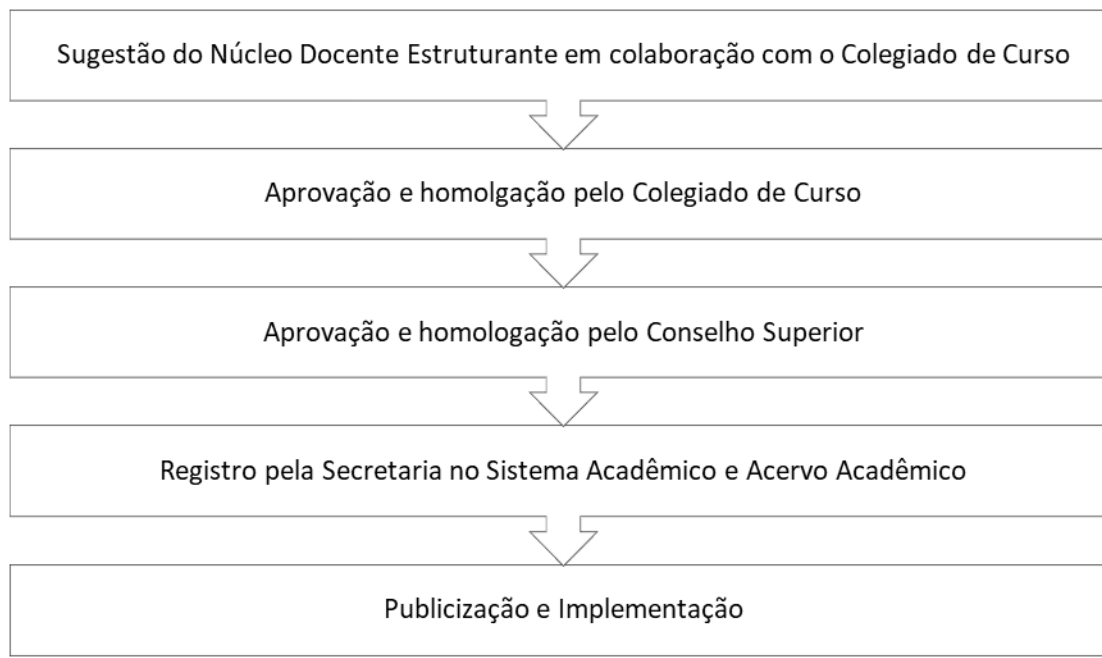 Sugestão do Núcleo Docente Estruturante em colaboração com o Colegiado de Curso
Aprovação e homolgação pelo Colegiado de Curso
Aprovação e homologação pelo Conselho Superior
Registro pela Secretaria no Sistema Acadêmico e Acervo Acadêmico
Publicização e Implementação